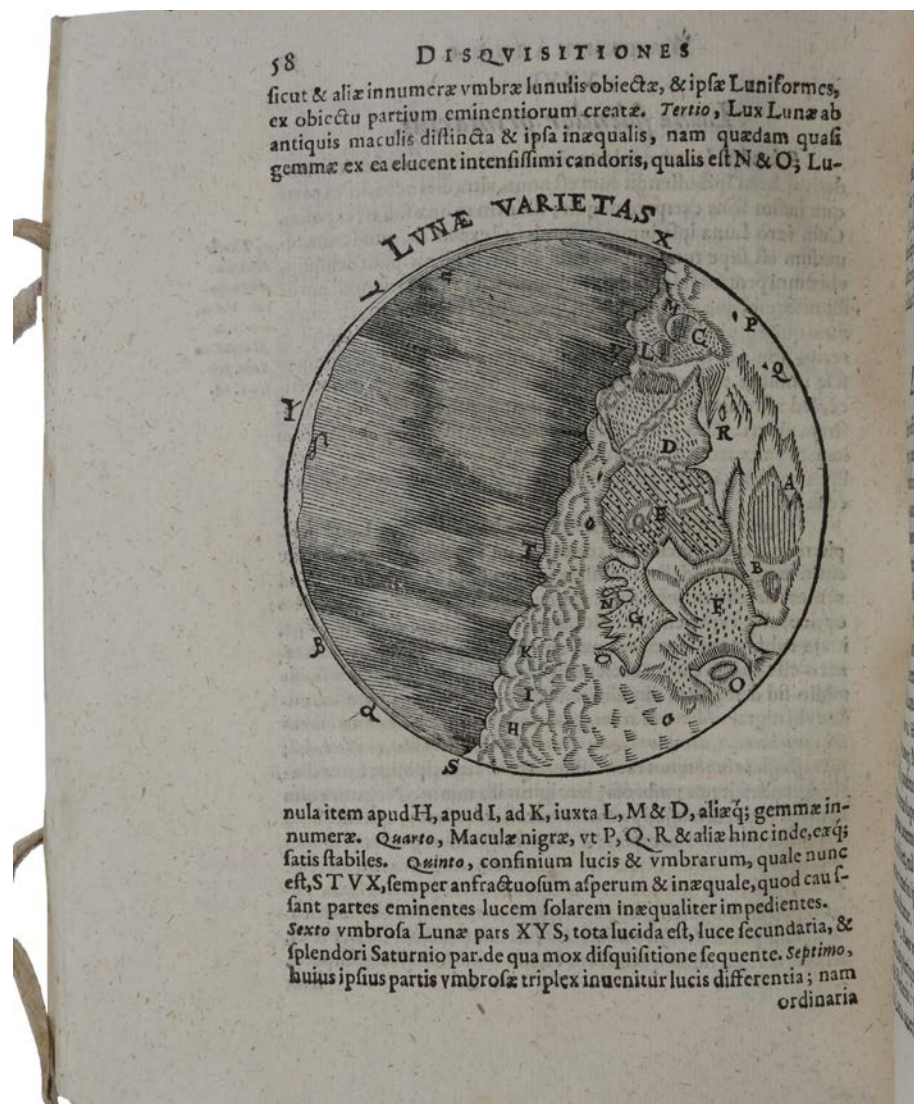 58 DISQVISITIONES
ſicut & aliæ innumeræ vmbræ lunulis obiectæ, & ipſæ Luniformes,
ex obiectu partium eminentiorum creatæ. Tertio, Lux Lunæ ab
antiquis maculis diſtincta & ipſa inæqualis, nam quædam quaſi
gemmæ ex ea elucent intenſiſſimi candoris, qualis eſt N & O; Lu-
LVNÆ VARIETAS
X
Y
M
P
C
V L
Q
I
R
D
A
E
T
B
N
G
F
K
O
β
I
α
H
S
nula item apud H, apud I, ad K, iuxta L, M & D, aliæq́; gemmæ in-
numeræ. Quarto, Maculæ nigræ, vt P, Q. R & aliæ hinc inde, eæq́;
ſatis ſtabiles. Quinto, confinium lucis & vmbrarum, quale nunc
eſt, S T V X, ſemper anfractuoſum aſperum & inæquale, quod cauſ-
ſant partes eminentes lucem ſolarem inæqualiter impedientes.
Sexto vmbroſa Lunæ pars XYS, tota lucida eſt, luce ſecundaria, &
ſplendori Saturnio par. de qua mox diſquiſitione ſequente. Septimo,
huius ipſius partis vmbroſæ triplex inuenitur lucis differentia; nam
ordinaria